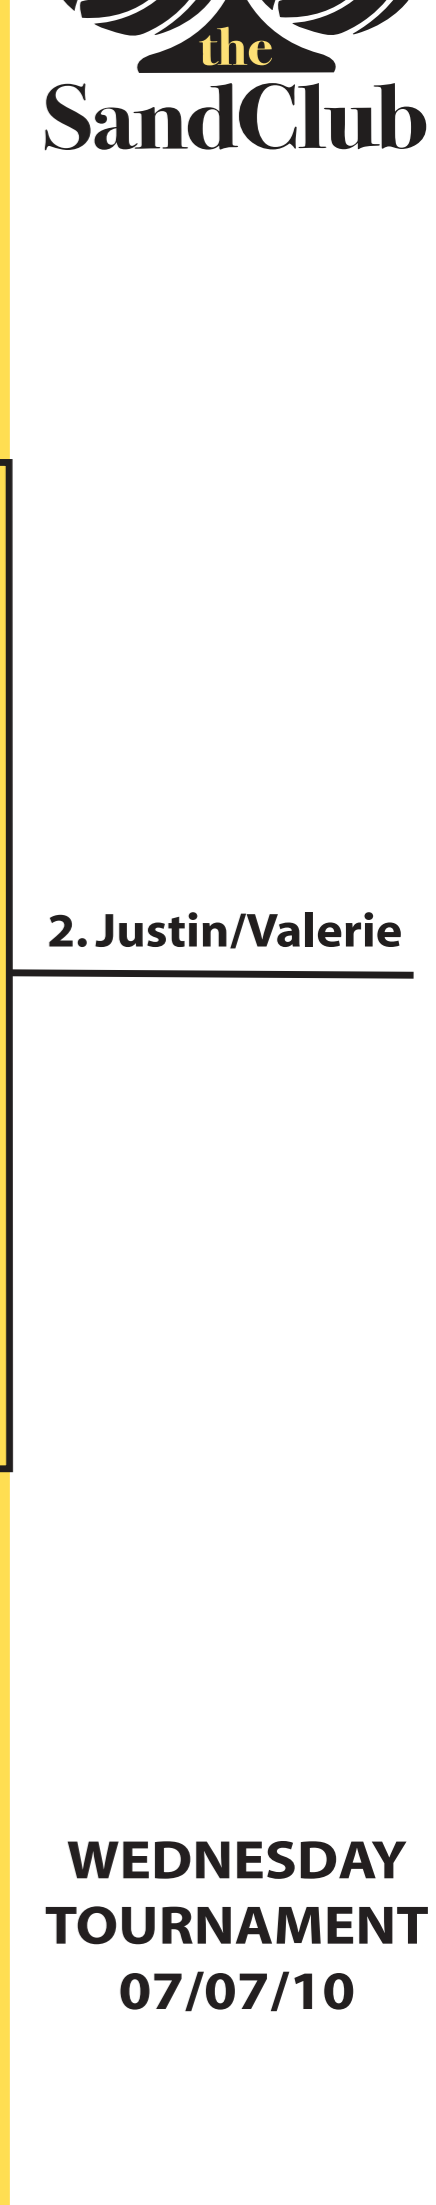 the
SandClub
2. Justin/Valerie
WEDNESDAY
TOURNAMENT
07/07/10